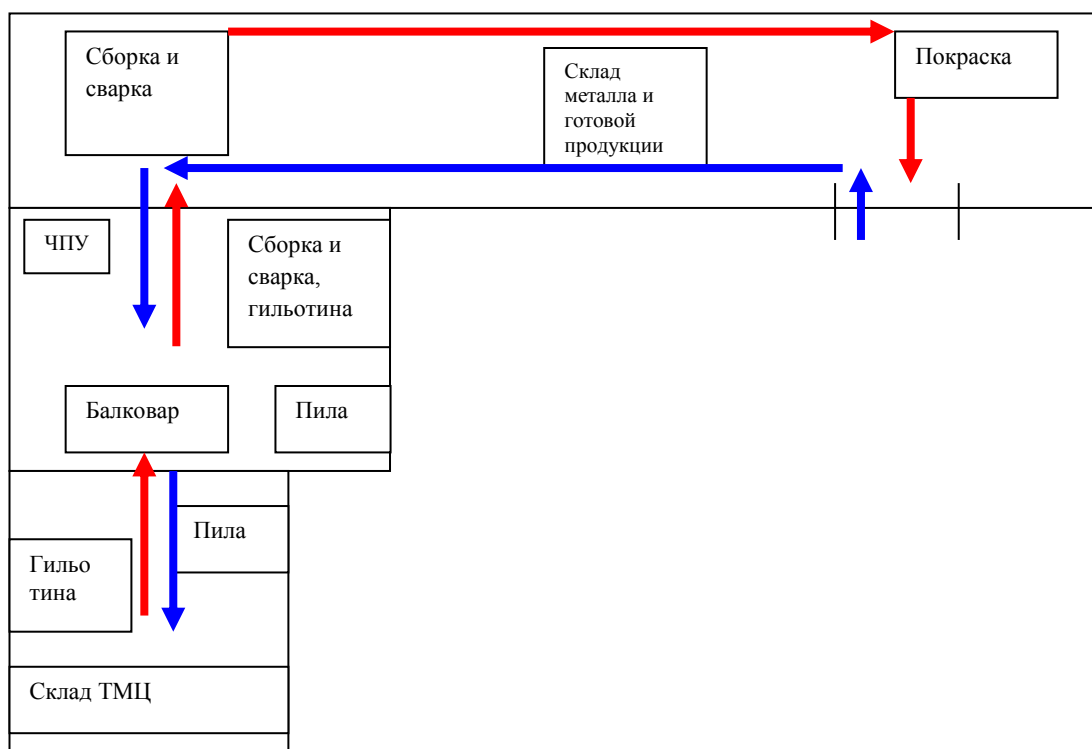 Сборка и
сварка
Склад
металла и
готовой
продукции
Покраска
ЧПУ
Сборка и
сварка,
гильотина
Балковар
Пила
Пила
Гильо
тина
Склад ТМЦ